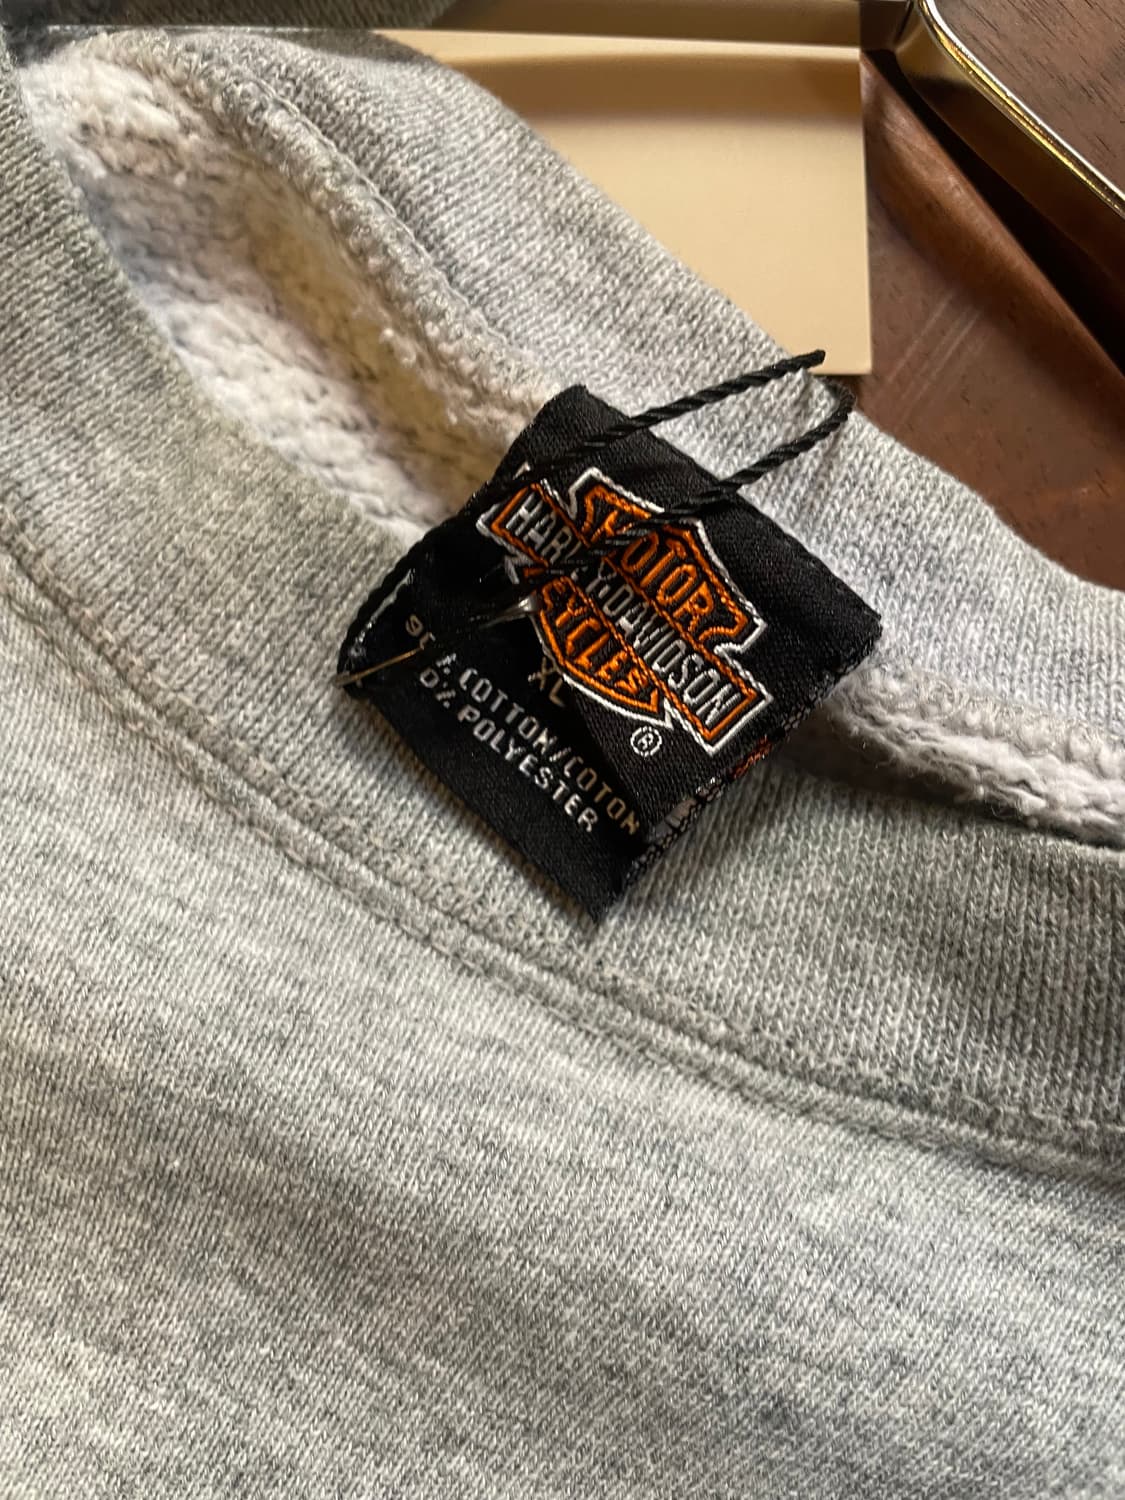 MOTOR
HARLEY-DAVIDSON
CYCLES
®
XL
COTTON/COTON
POLYESTER